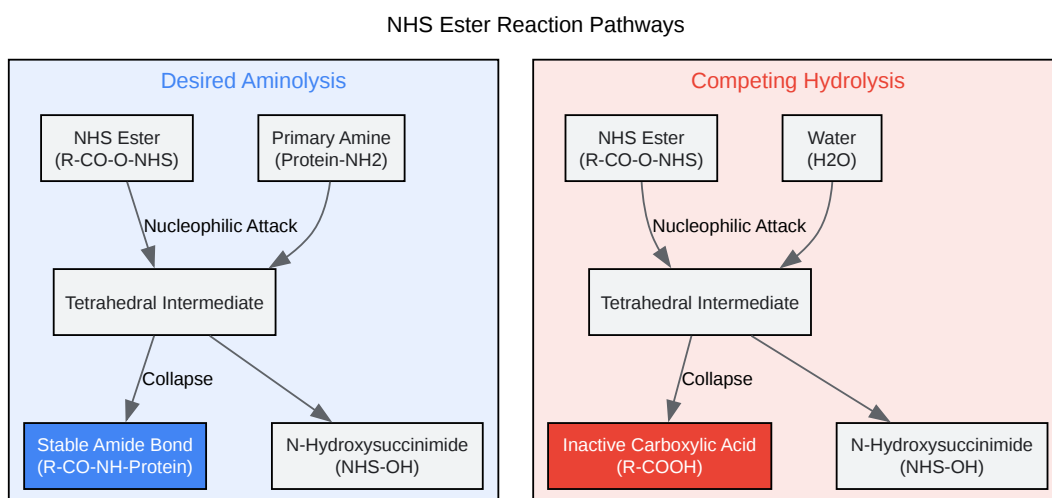 NHS Ester Reaction Pathways
Desired Aminolysis
NHS Ester
(R-CO-O-NHS)
Primary Amine
(Protein-NH2)
Nucleophilic Attack
Tetrahedral Intermediate
Collapse
Stable Amide Bond
(R-CO-NH-Protein)
N-Hydroxysuccinimide
(NHS-OH)
Competing Hydrolysis
NHS Ester
(R-CO-O-NHS)
Water
(H2O)
Nucleophilic Attack
Tetrahedral Intermediate
Collapse
Inactive Carboxylic Acid
(R-COOH)
N-Hydroxysuccinimide
(NHS-OH)